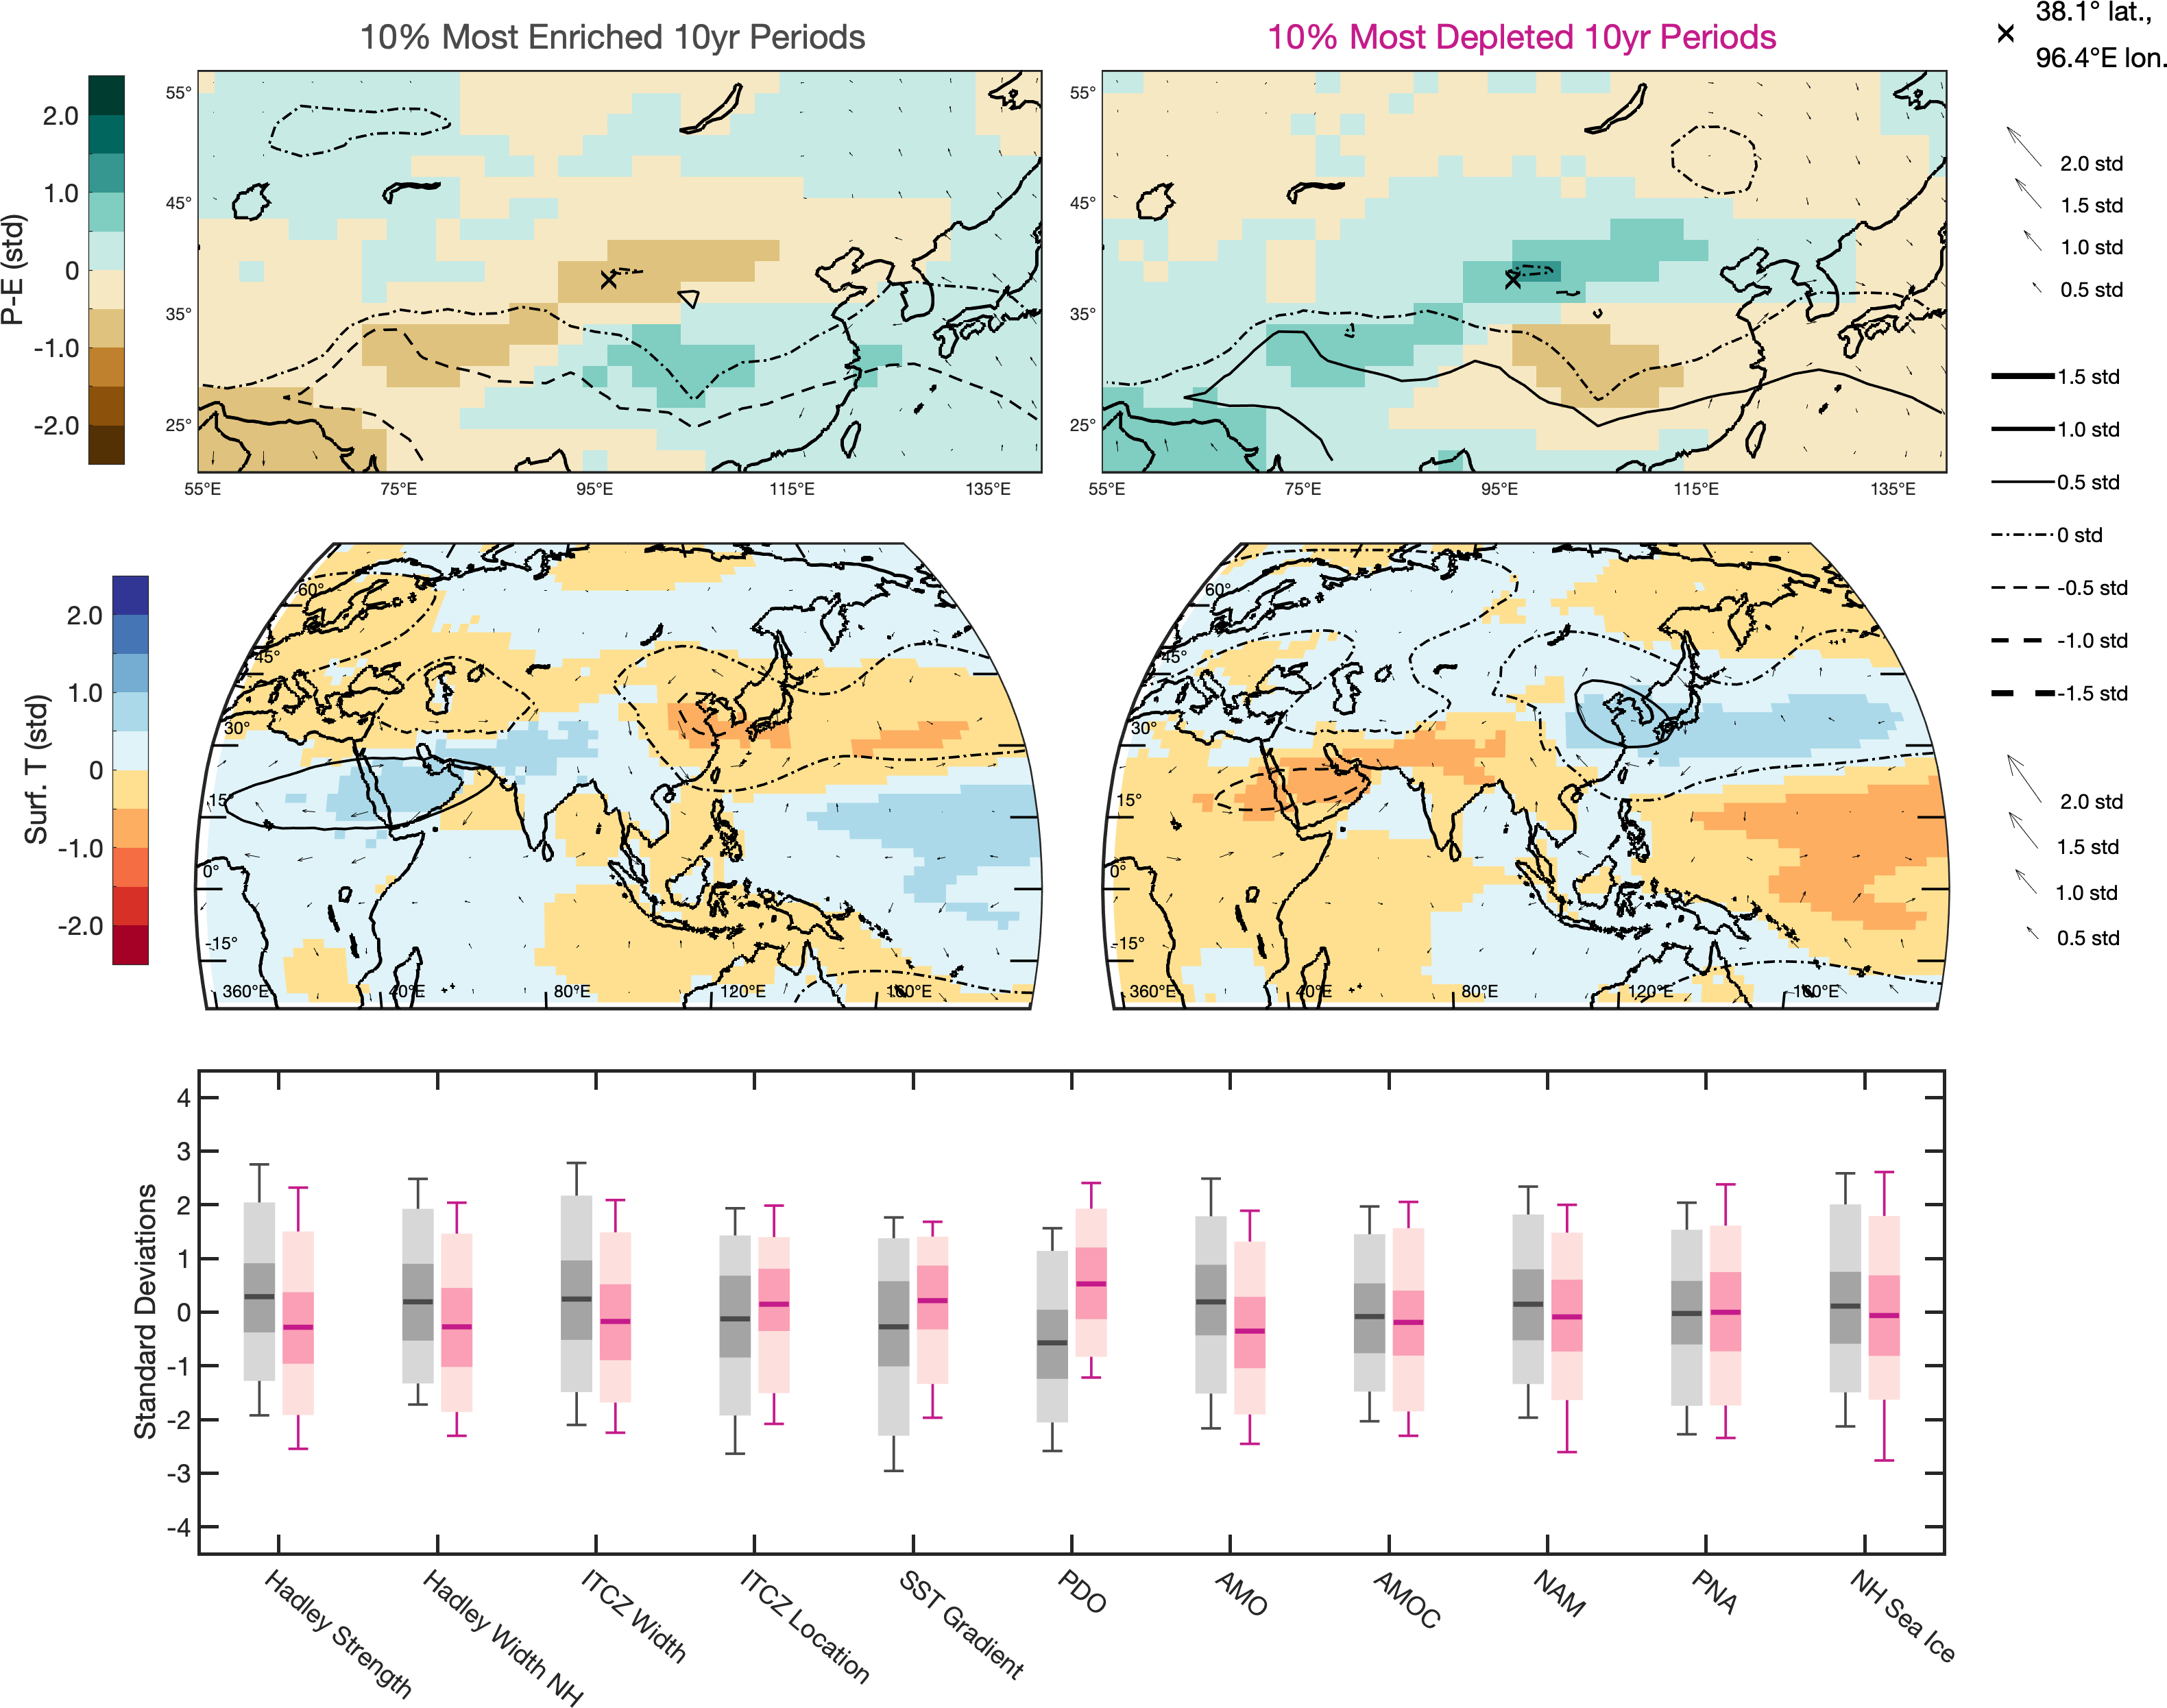 10% Most Enriched 10yr Periods
10% Most Depleted 10yr Periods
38.1° lat.,
96.4°E lon.
P-E (std)
2.0
1.0
0
-1.0
-2.0
55°
45°
35°
25°
55°E
75°E
95°E
115°E
135°E
55°
45°
35°
25°
55°E
75°E
95°E
115°E
135°E
2.0 std
1.5 std
1.0 std
0.5 std
1.5 std
1.0 std
0.5 std
0 std
-0.5 std
-1.0 std
-1.5 std
Surf. T (std)
2.0
1.0
0
-1.0
-2.0
60°
45°
30°
15°
0°
-15°
360°E
40°E
80°E
120°E
160°E
60°
45°
30°
15°
0°
-15°
360°E
40°E
80°E
120°E
160°E
2.0 std
1.5 std
1.0 std
0.5 std
Standard Deviations
4
3
2
1
0
-1
-2
-3
-4
Hadley Strength
Hadley Width NH
ITCZ Width
ITCZ Location
SST Gradient
PDO
AMO
AMOC
NAM
PNA
NH Sea Ice